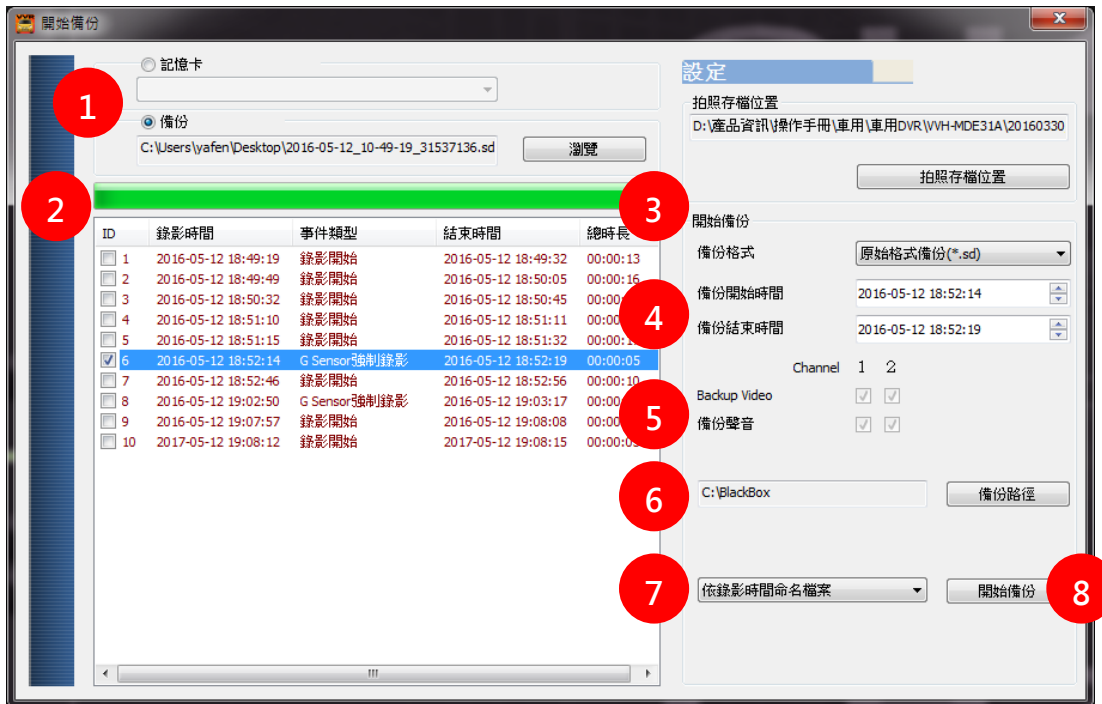 開始備份
記憶卡
1
備份
C:\Users\yafen\Desktop\2016-05-12_10-49-19_31537136.sd 瀏覽
2
ID 錄影時間 事件類型 結束時間 總時長
1 2016-05-12 18:49:19 錄影開始 2016-05-12 18:49:32 00:00:13
2 2016-05-12 18:49:49 錄影開始 2016-05-12 18:50:05 00:00:16
3 2016-05-12 18:50:32 錄影開始 2016-05-12 18:50:45 00:00
4 2016-05-12 18:51:10 錄影開始 2016-05-12 18:51:11 00:00
5 2016-05-12 18:51:15 錄影開始 2016-05-12 18:51:32 00:00
6 2016-05-12 18:52:14 G Sensor強制錄影 2016-05-12 18:52:19 00:00:05
7 2016-05-12 18:52:46 錄影開始 2016-05-12 18:52:56 00:00:10
8 2016-05-12 19:02:50 G Sensor強制錄影 2016-05-12 19:03:17 00:00
9 2016-05-12 19:07:57 錄影開始 2016-05-12 19:08:08 00:00
10 2017-05-12 19:08:12 錄影開始 2017-05-12 19:08:15 00:00:03
設定
拍照存檔位置
D:\產品資訊\操作手冊\車用\車用DVR\VVH-MDE31A\20160330
拍照存檔位置
3
開始備份
備份格式 原始格式備份(*.sd)
4
備份開始時間 2016-05-12 18:52:14
備份結束時間 2016-05-12 18:52:19
Channel 1 2
5
Backup Video
備份聲音
6
C:\BlackBox 備份路徑
7
依錄影時間命名檔案 開始備份
8